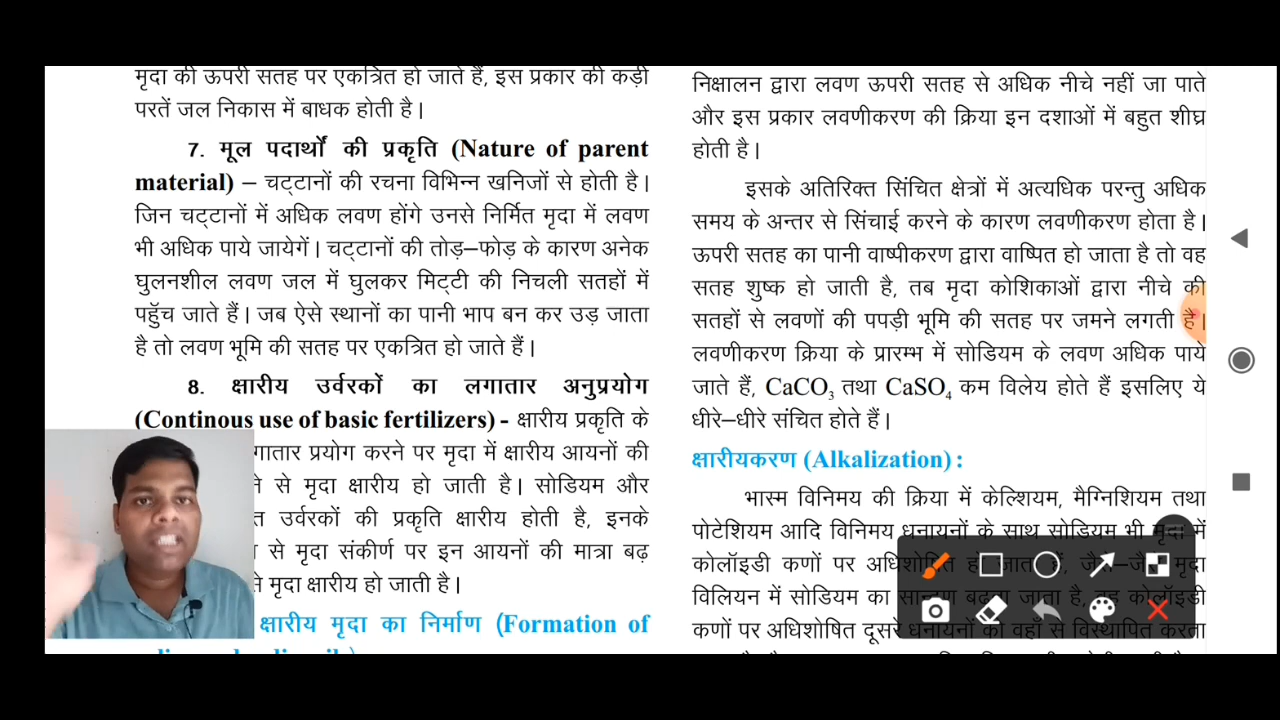 मृदा की ऊपरी सतह पर एकत्रित हो जाते हैं, इस प्रकार की कड़ी
परतें जल निकास में बाधक होती है।
7. मूल पदार्थों की प्रकृति (Nature of parent
material) – चट्टानों की रचना विभिन्न खनिजों से होती है।
जिन चट्टानों में अधिक लवण होंगे उनसे निर्मित मृदा में लवण
भी अधिक पाये जायेगें। चट्टानों की तोड़–फोड़ के कारण अनेक
घुलनशील लवण जल में घुलकर मिट्टी की निचली सतहों में
पहुँच जाते हैं। जब ऐसे स्थानों का पानी भाप बन कर उड़ जाता
है तो लवण भूमि की सतह पर एकत्रित हो जाते हैं।
8. क्षारीय उर्वरकों का लगातार अनुप्रयोग
(Continous use of basic fertilizers) - क्षारीय प्रकृति के
प्रयोग करने पर मृदा में क्षारीय आयनों की
से मृदा क्षारीय हो जाती है। सोडियम और
उर्वरकों की प्रकृति क्षारीय होती है, इनके
से मृदा संकीर्ण पर इन आयनों की मात्रा बढ़
मृदा क्षारीय हो जाती है।
क्षारीय मृदा का निर्माण (Formation of
निक्षालन द्वारा लवण ऊपरी सतह से अधिक नीचे नहीं जा पाते
और इस प्रकार लवणीकरण की क्रिया इन दशाओं में बहुत शीघ्र
होती है।
इसके अतिरिक्त सिंचित क्षेत्रों में अत्यधिक परन्तु अधिक
समय के अन्तर से सिंचाई करने के कारण लवणीकरण होता है।
ऊपरी सतह का पानी वाष्पीकरण द्वारा वाष्पित हो जाता है तो वह
सतह शुष्क हो जाती है, तब मृदा कोशिकाओं द्वारा नीचे की
सतहों से लवणों की पपड़ी भूमि की सतह पर जमने लगती है।
लवणीकरण क्रिया के प्रारम्भ में सोडियम के लवण अधिक पाये
जाते हैं, CaCO₃ तथा CaSO₄ कम विलेय होते हैं इसलिए ये
धीरे–धीरे संचित होते हैं।
क्षारीयकरण (Alkalization) :
भास्म विनिमय की क्रिया में केल्शियम, मैग्निशियम तथा
पोटेशियम आदि विनिमय धनायनों के साथ सोडियम भी मृदा में
कोलॉइडी कणों पर अधिशोषित हो जाता हैं, जैसे–जैसे मृदा
विलियन में सोडियम का सान्द्रण बढ़ता जाता है, वह कोलॉइडी
कणों पर अधिशोषित दूसरे धनायनों को वहाँ से विस्थापित करता